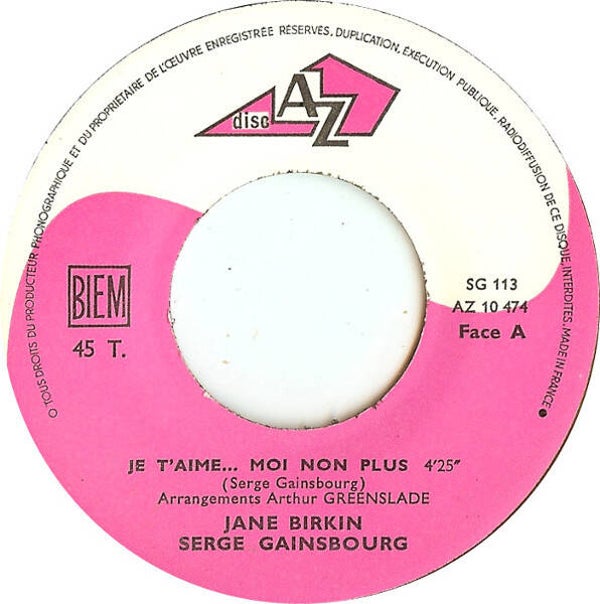 © TOUS DROITS DU PRODUCTEUR PHONOGRAPHIQUE ET DU PROPRIETAIRE DE L'ŒUVRE ENREGISTRÉE RÉSERVÉS, DUPLICATION, EXÉCUTION PUBLIQUE, RADIODIFFUSION DE CE DISQUE, INTERDITES. MADE IN FRANCE
disc AZ
BIEM
45 T.
SG 113
AZ 10 474
Face A
JE T'AIME... MOI NON PLUS 4'25"
(Serge Gainsbourg)
Arrangements Arthur GREENSLADE
JANE BIRKIN
SERGE GAINSBOURG